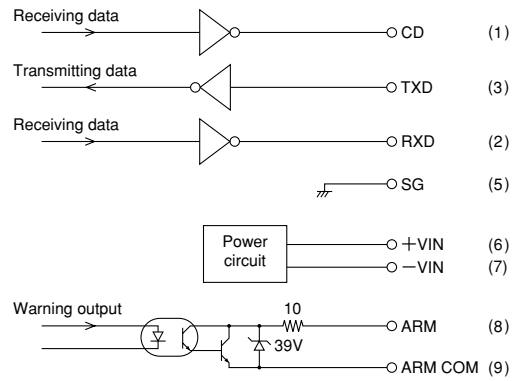 Receiving data
CD (1)
Transmitting data
TXD (3)
Receiving data
RXD (2)
SG (5)
Power
circuit
+VIN (6)
−VIN (7)
Warning output
10
ARM (8)
39V
ARM COM (9)